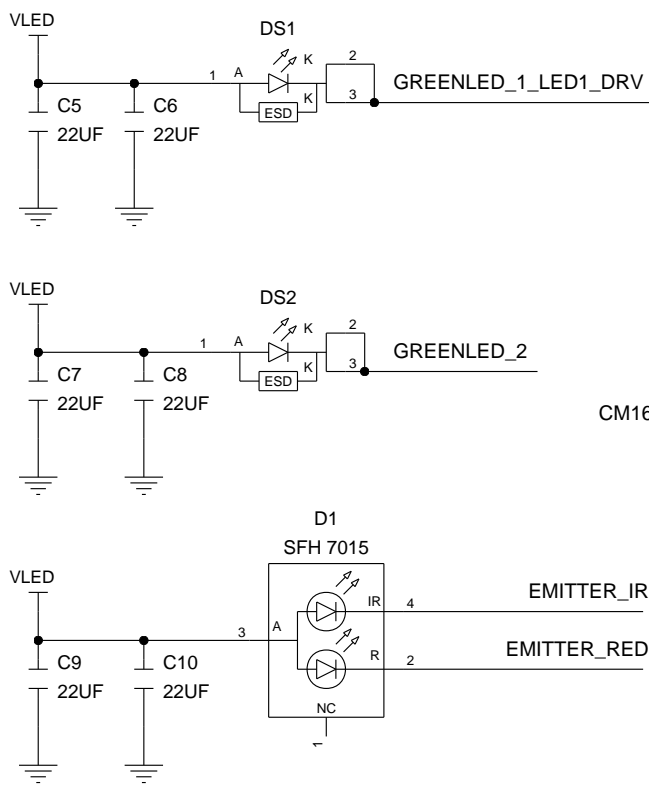 VLED
DS1
C5
22UF
C6
22UF
1
A
K
K
ESD
2
3
GREENLED_1_LED1_DRV
VLED
DS2
C7
22UF
C8
22UF
1
A
K
K
ESD
2
3
GREENLED_2
CM16
D1
SFH 7015
VLED
C9
22UF
C10
22UF
3
A
IR
4
EMITTER_IR
R
2
EMITTER_RED
NC
1